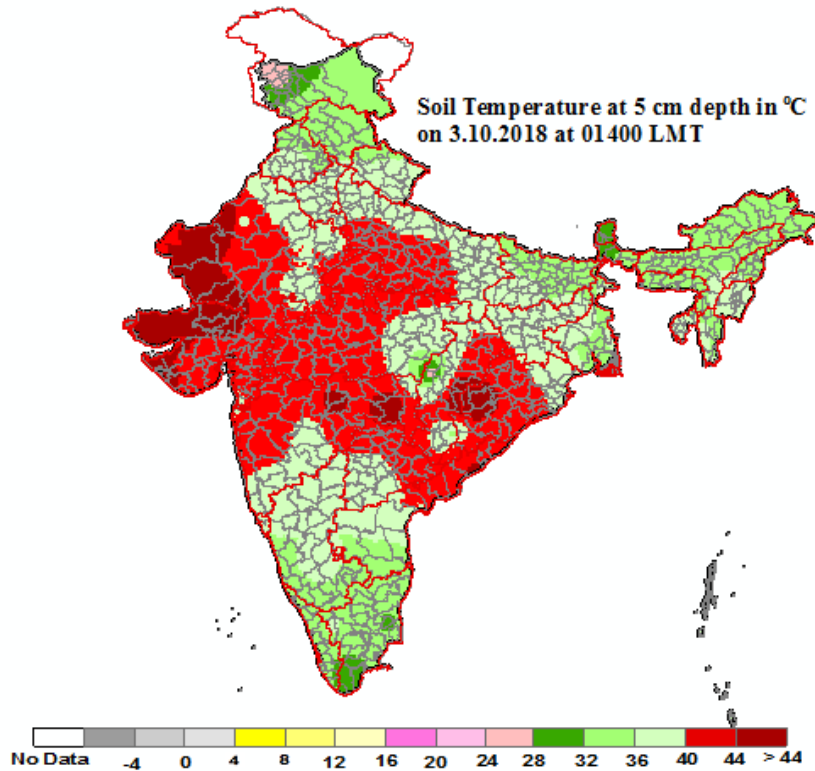 Soil Temperature at 5 cm depth in ⁰C
on 3.10.2018 at 01400 LMT
No Data -4 0 4 8 12 16 20 24 28 32 36 40 44 > 44